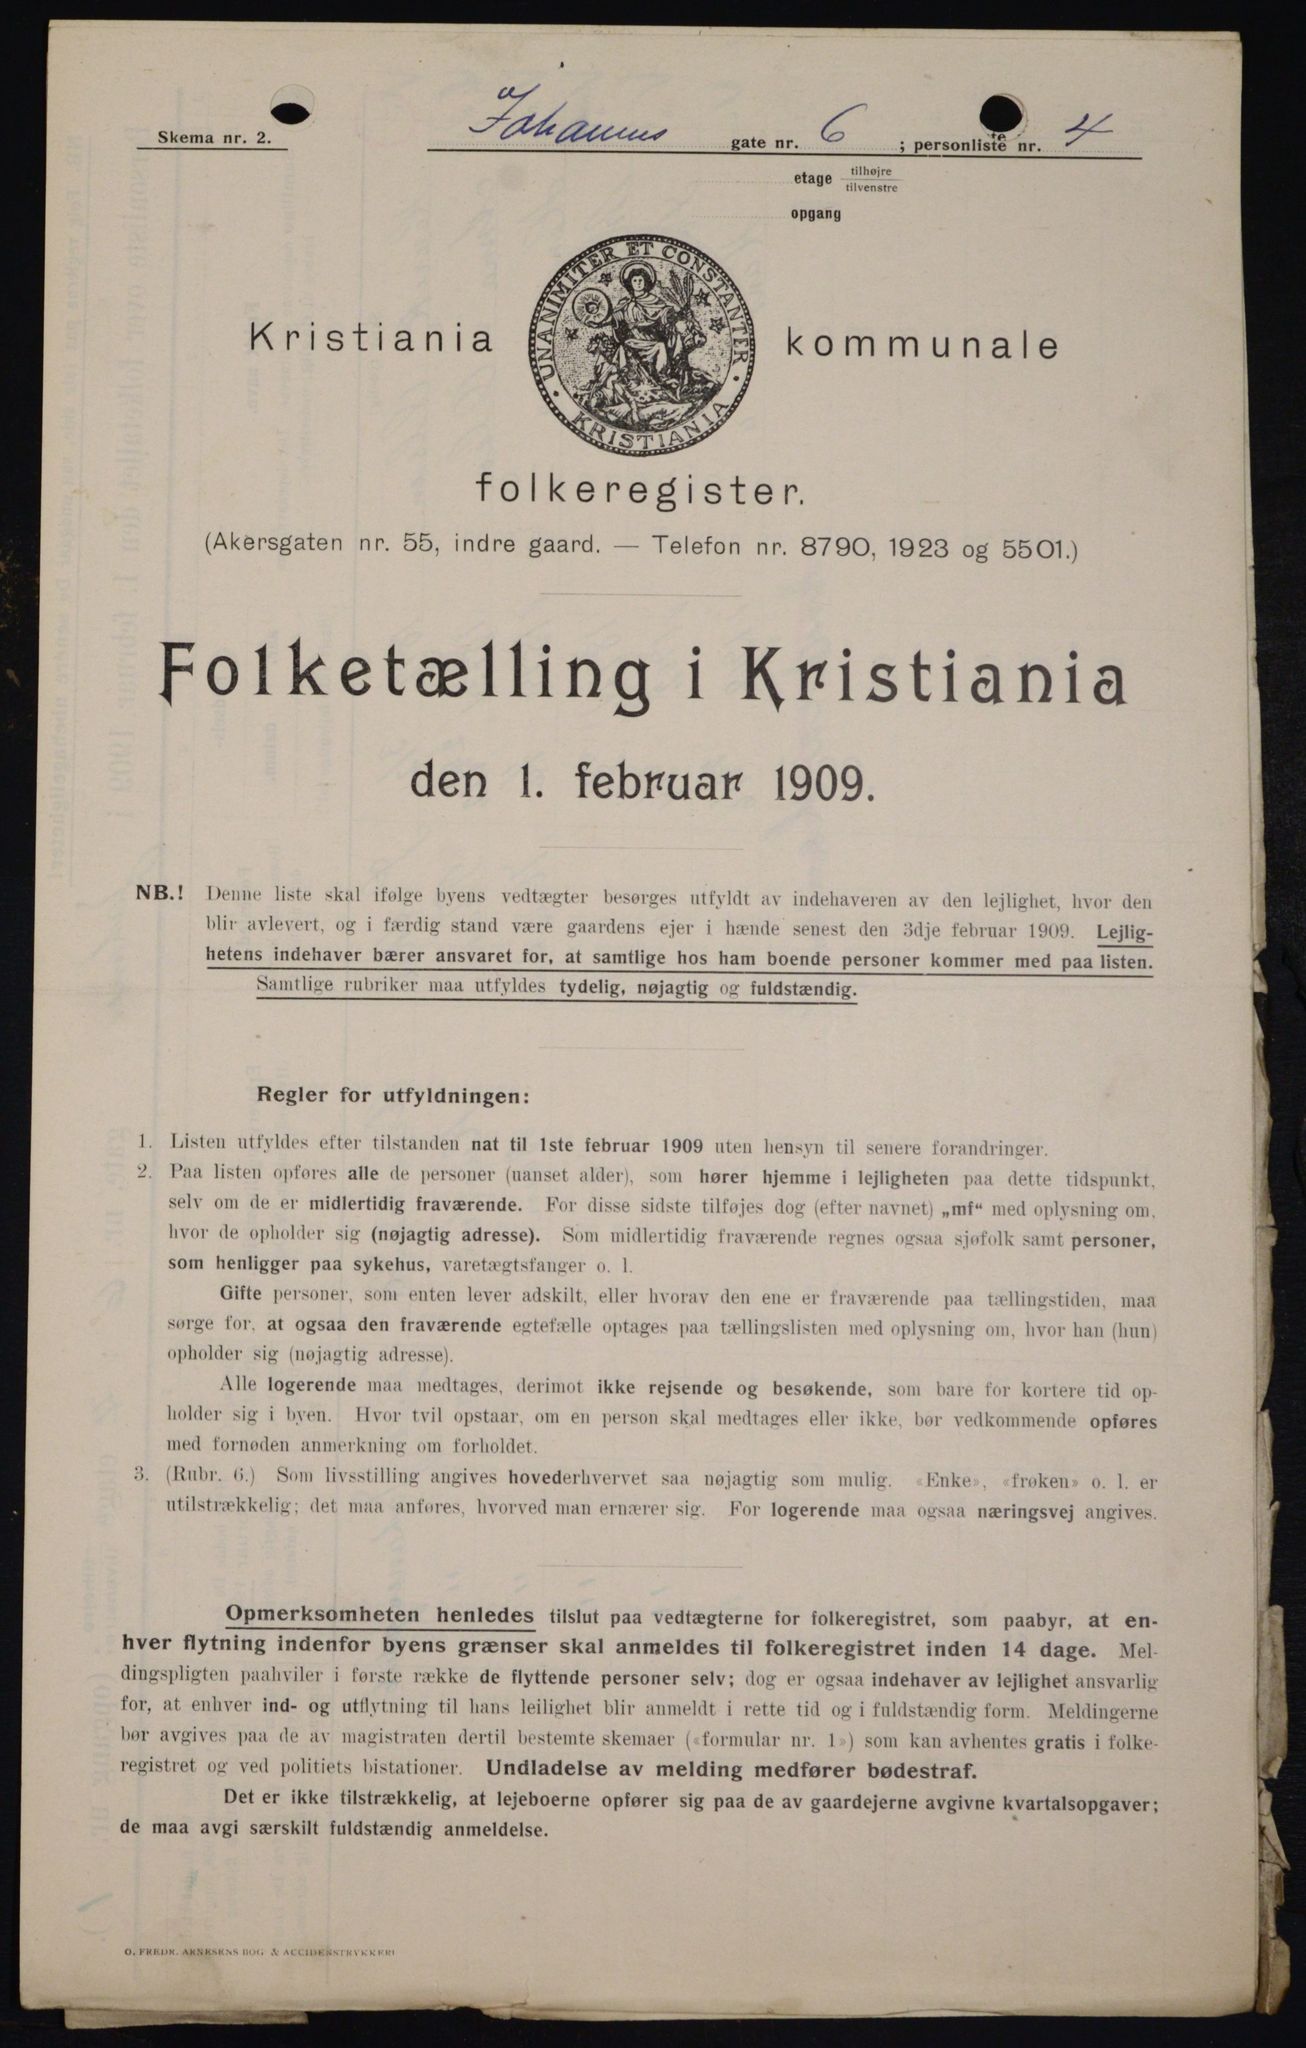 Skema nr. 2.
Johannes gate nr. 6 ; personliste nr. 4
etage tilhøjre
tilvenstre
opgang
UNANIMITER ET CONSTANTER
KRISTIANIA
Kristiania kommunale
folkeregister.
(Akersgaten nr. 55, indre gaard. — Telefon nr. 8790, 1923 og 5501.)
Folketælling i Kristiania
den 1. februar 1909.
NB.! Denne liste skal ifølge byens vedtægter besørges utfyldt av indehaveren av den lejlighet, hvor den
blir avlevert, og i færdig stand være gaardens ejer i hænde senest den 3dje februar 1909. Lejlig-
hetens indehaver bærer ansvaret for, at samtlige hos ham boende personer kommer med paa listen.
Samtlige rubriker maa utfyldes tydelig, nøjagtig og fuldstændig.
Regler for utfyldningen:
1. Listen utfyldes efter tilstanden nat til 1ste februar 1909 uten hensyn til senere forandringer.
2. Paa listen opføres alle de personer (uanset alder), som hører hjemme i lejligheten paa dette tidspunkt,
selv om de er midlertidig fraværende. For disse sidste tilføjes dog (efter navnet) „mf“ med oplysning om,
hvor de opholder sig (nøjagtig adresse). Som midlertidig fraværende regnes ogsaa sjøfolk samt personer,
som henligger paa sykehus, varetægtsfanger o. l.
Gifte personer, som enten lever adskilt, eller hvorav den ene er fraværende paa tællingstiden, maa
sørge for, at ogsaa den fraværende egtefælle optages paa tællingslisten med oplysning om, hvor han (hun)
opholder sig (nøjagtig adresse).
Alle logerende maa medtages, derimot ikke rejsende og besøkende, som bare for kortere tid op-
holder sig i byen. Hvor tvil opstaar, om en person skal medtages eller ikke, bør vedkommende opføres
med fornøden anmerkning om forholdet.
3. (Rubr. 6.) Som livsstilling angives hovederhvervet saa nøjagtig som mulig. «Enke», «frøken» o. l. er
utilstrækkelig; det maa anføres, hvorved man ernærer sig. For logerende maa ogsaa næringsvej angives.
Opmerksomheten henledes tilslut paa vedtægterne for folkeregistret, som paabyr, at en-
hver flytning indenfor byens grænser skal anmeldes til folkeregistret inden 14 dage. Mel-
dingspligten paahviler i første række de flyttende personer selv; dog er ogsaa indehaver av lejlighet ansvarlig
for, at enhver ind- og utflytning til hans leilighet blir anmeldt i rette tid og i fuldstændig form. Meldingerne
bør avgives paa de av magistraten dertil bestemte skemaer («formular nr. 1») som kan avhentes gratis i folke-
registret og ved politiets bistationer. Undladelse av melding medfører bødestraf.
Det er ikke tilstrækkelig, at lejeboerne opfører sig paa de av gaardejerne avgivne kvartalsopgaver;
de maa avgi særskilt fuldstændig anmeldelse.
O. FREDR. ARNESENS BOG & ACCIDENSTRYKKERI